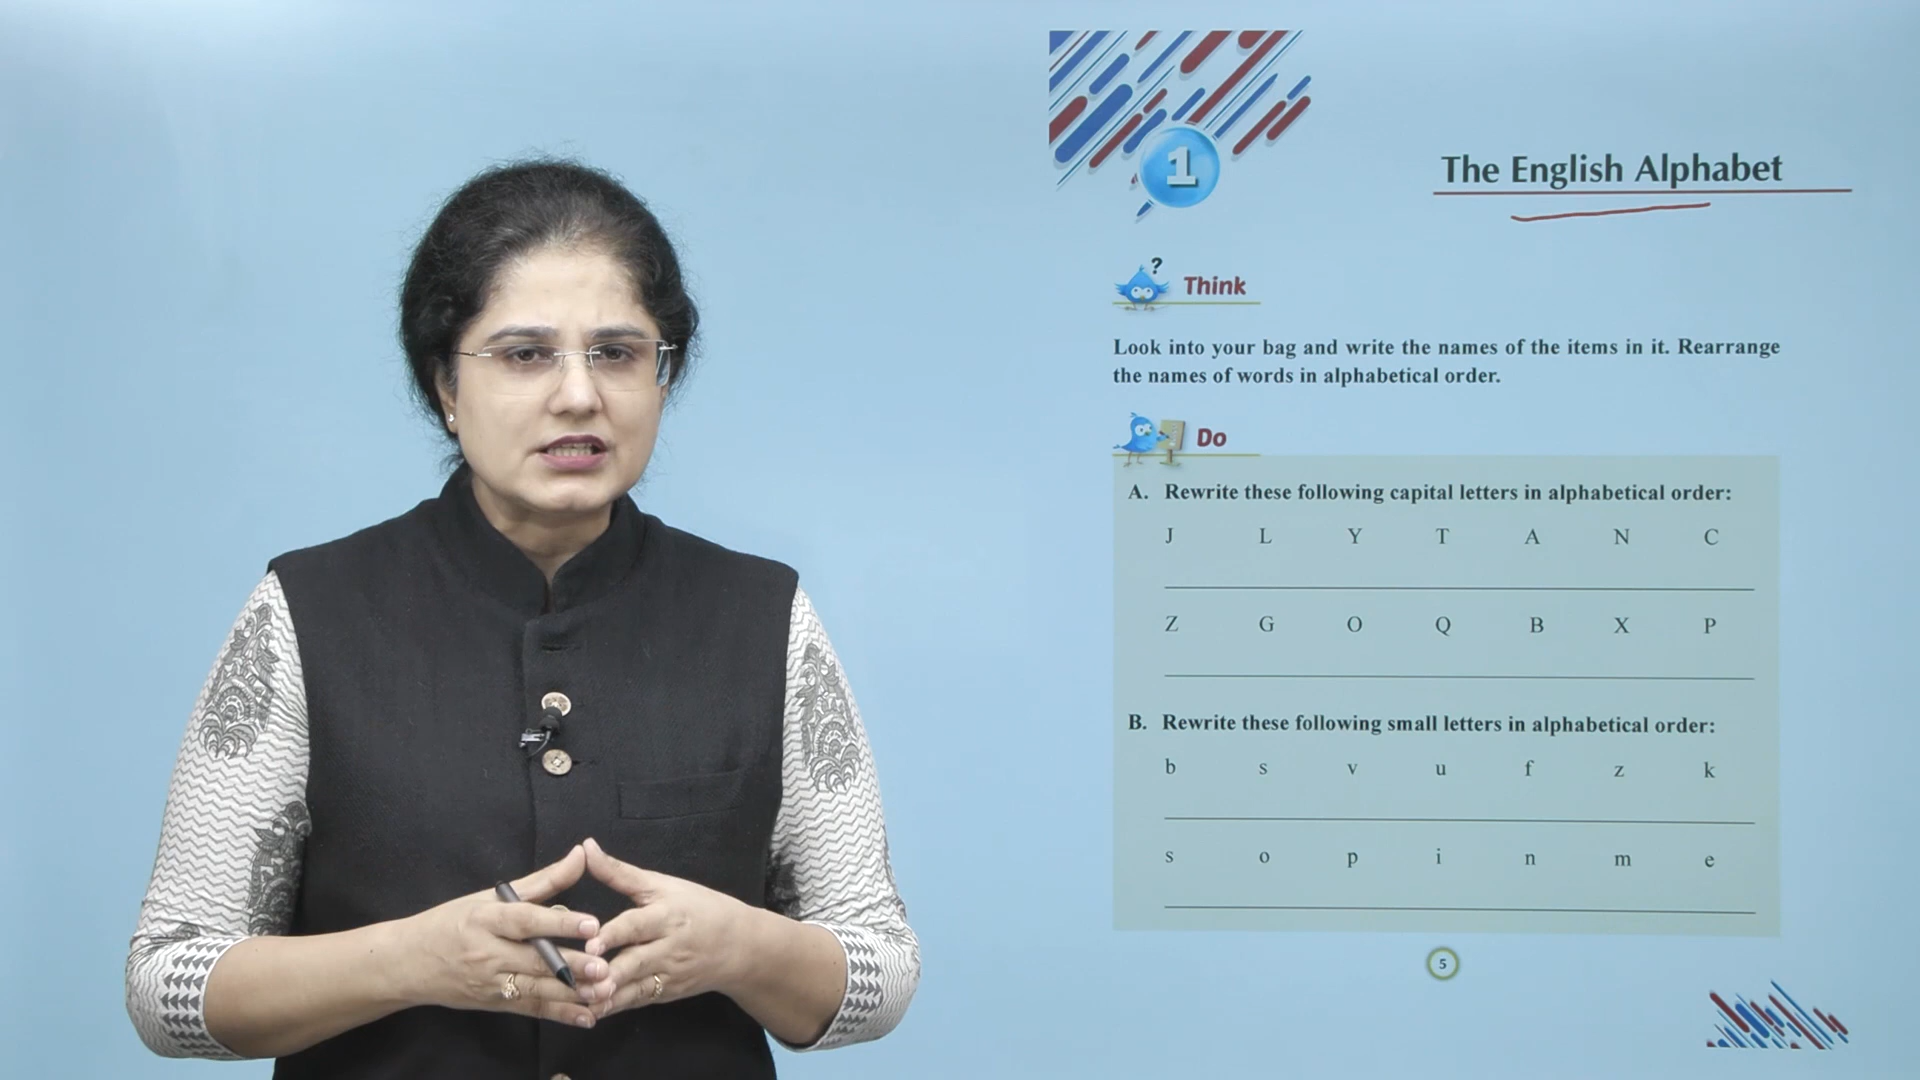 1
The English Alphabet
?
Think
Look into your bag and write the names of the items in it. Rearrange
the names of words in alphabetical order.
Do
A. Rewrite these following capital letters in alphabetical order:
J L Y T A N C
Z G O Q B X P
B. Rewrite these following small letters in alphabetical order:
b s v u f z k
s o p i n m e
5